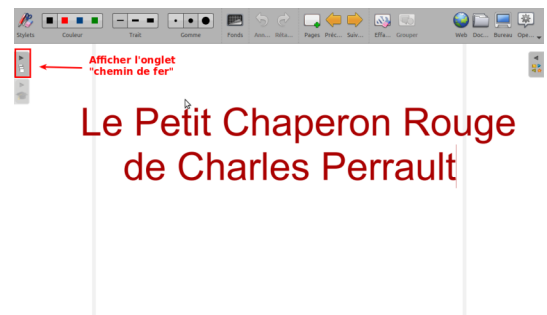 Stylets Couleur Trait Gomme Fonds Ann... Réta... Pages Préc... Suiv... Effa... Grouper Web Doc... Bureau Ope...
Afficher l'onglet
"chemin de fer"
Le Petit Chaperon Rouge
de Charles Perrault